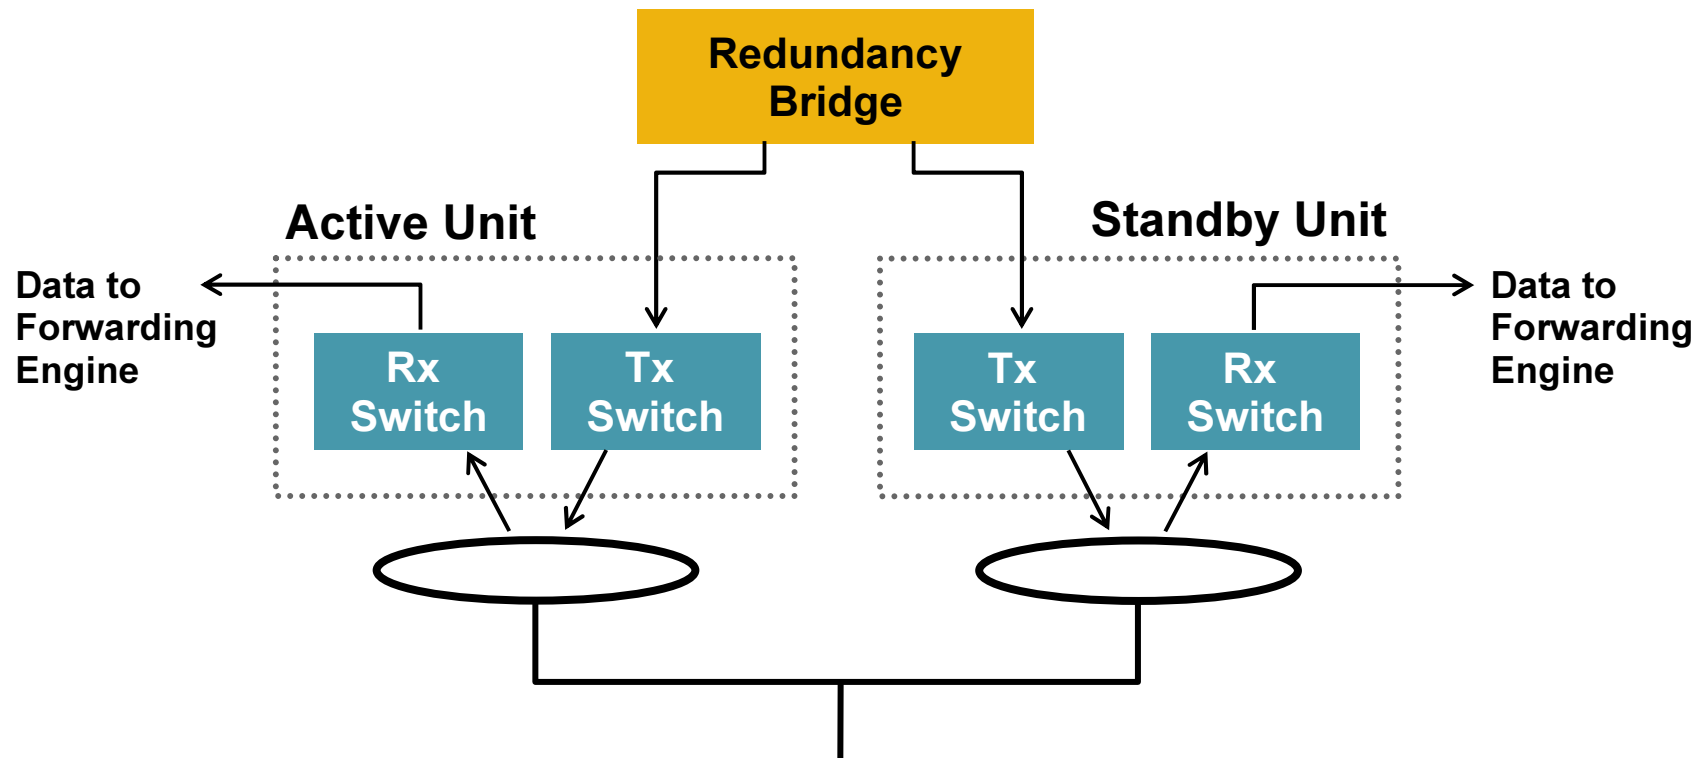 Redundancy
Bridge
Active Unit
Standby Unit
Data to
Forwarding
Engine
Rx
Switch
Tx
Switch
Tx
Switch
Rx
Switch
Data to
Forwarding
Engine